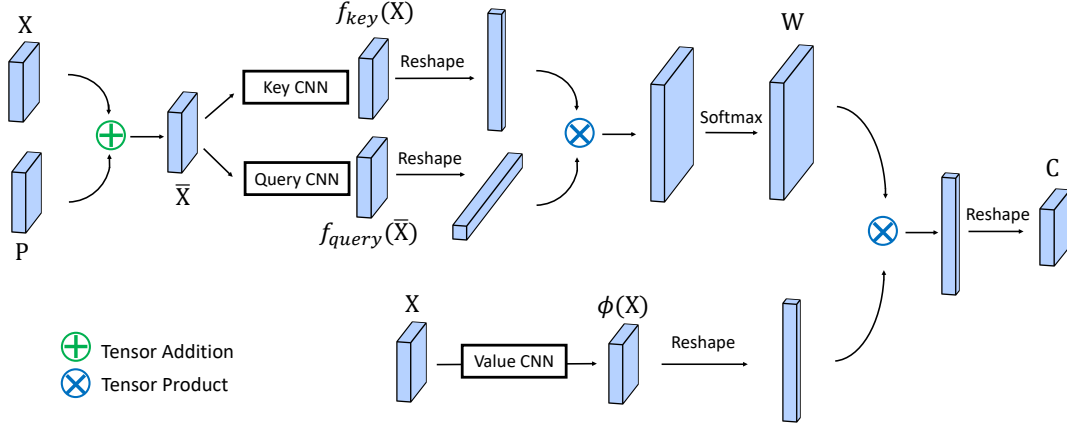 X
f_key(X)
W
Key CNN
Reshape
Softmax
P
X̅
Query CNN
Reshape
f_query(X̅)
C
Reshape
X
ϕ(X)
Value CNN
Reshape
Tensor Addition
Tensor Product